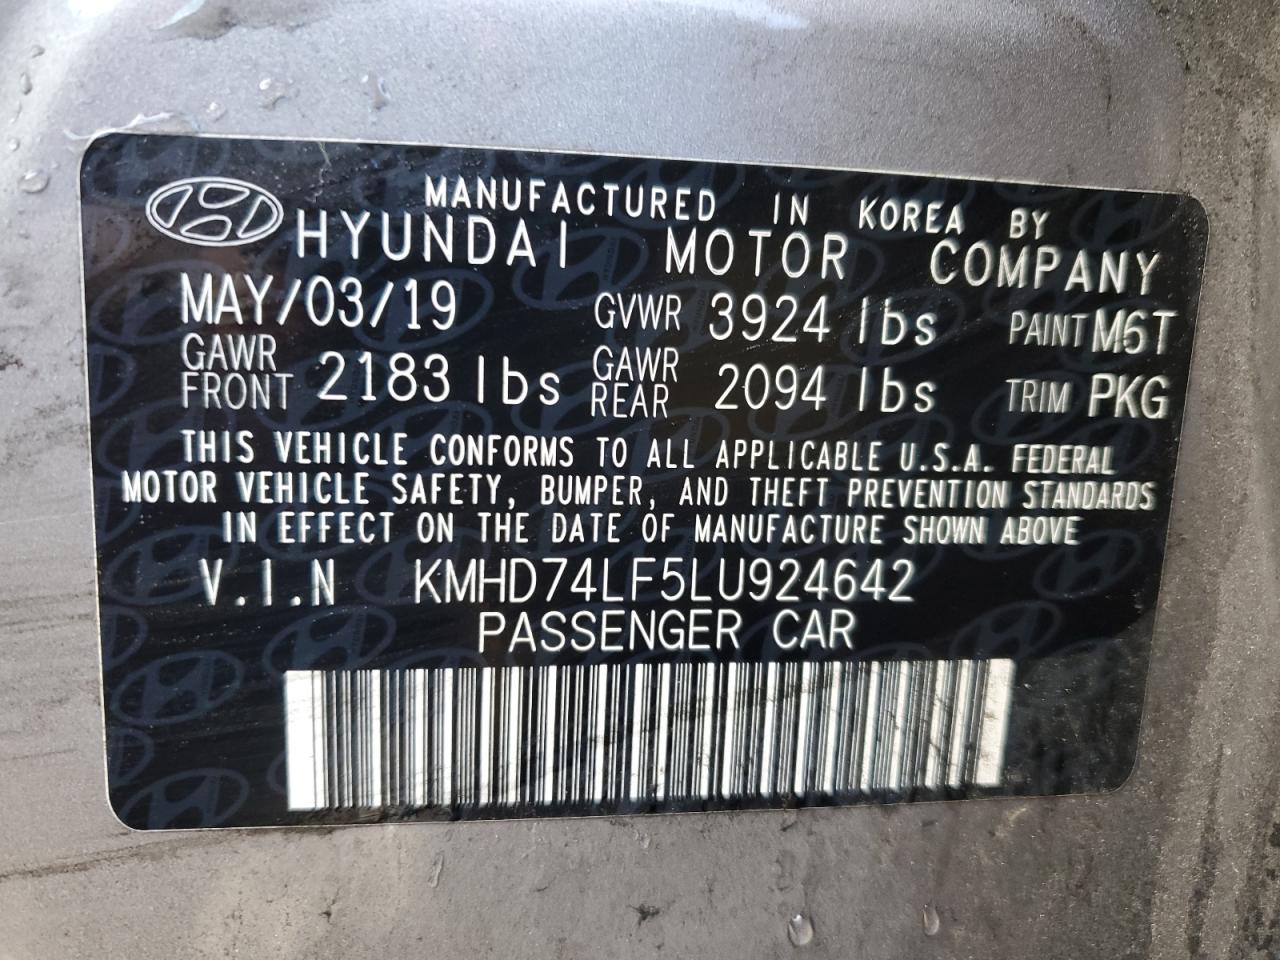 MANUFACTURED IN KOREA BY
HYUNDAI MOTOR COMPANY
MAY/03/19 GVWR 3924 lbs PAINT M6T
GAWR FRONT 2183 lbs GAWR REAR 2094 lbs TRIM PKG
THIS VEHICLE CONFORMS TO ALL APPLICABLE U.S.A. FEDERAL
MOTOR VEHICLE SAFETY, BUMPER, AND THEFT PREVENTION STANDARDS
IN EFFECT ON THE DATE OF MANUFACTURE SHOWN ABOVE
V.I.N KMHD74LF5LU924642
PASSENGER CAR